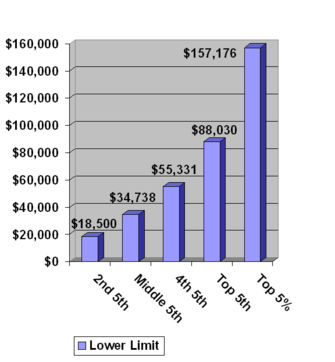 $160,000
$140,000
$120,000
$100,000
$80,000
$60,000
$40,000
$20,000
$0
$157,176
$88,030
$55,331
$34,738
$18,500
2nd 5th
Middle 5th
4th 5th
Top 5th
Top 5%
Lower Limit